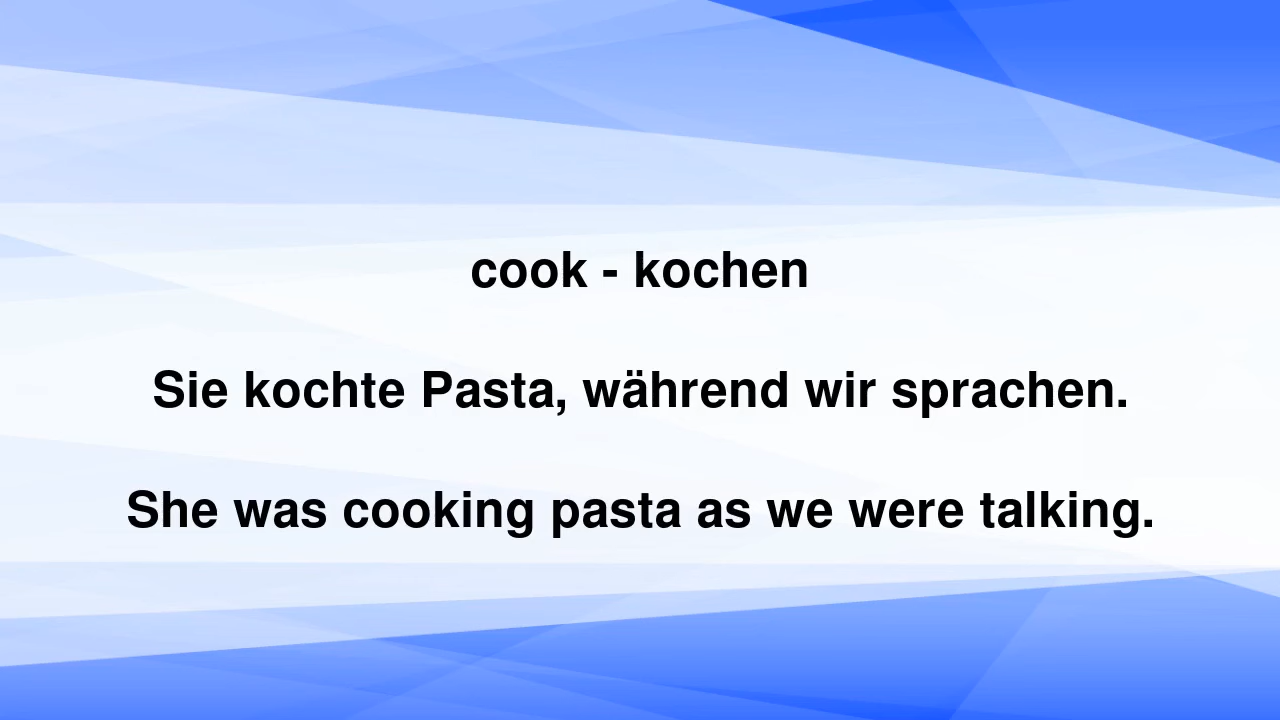 cook - kochen
Sie kochte Pasta, während wir sprachen.
She was cooking pasta as we were talking.